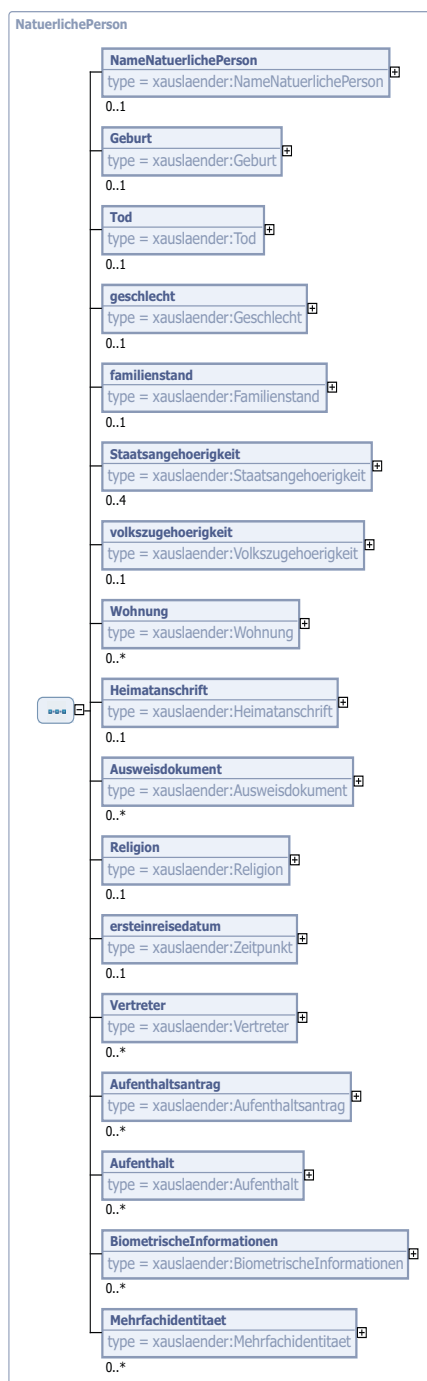 NatuerlichePerson
NameNatuerlichePerson
type = xauslaender:NameNatuerlichePerson
0..1
Geburt
type = xauslaender:Geburt
0..1
Tod
type = xauslaender:Tod
0..1
geschlecht
type = xauslaender:Geschlecht
0..1
familienstand
type = xauslaender:Familienstand
0..1
Staatsangehoerigkeit
type = xauslaender:Staatsangehoerigkeit
0..4
volkszugehoerigkeit
type = xauslaender:Volkszugehoerigkeit
0..1
Wohnung
type = xauslaender:Wohnung
0..*
Heimatanschrift
type = xauslaender:Heimatanschrift
0..1
Ausweisdokument
type = xauslaender:Ausweisdokument
0..*
Religion
type = xauslaender:Religion
0..1
ersteinreisedatum
type = xauslaender:Zeitpunkt
0..1
Vertreter
type = xauslaender:Vertreter
0..*
Aufenthaltsantrag
type = xauslaender:Aufenthaltsantrag
0..*
Aufenthalt
type = xauslaender:Aufenthalt
0..*
BiometrischeInformationen
type = xauslaender:BiometrischeInformationen
0..*
Mehrfachidentitaet
type = xauslaender:Mehrfachidentitaet
0..*